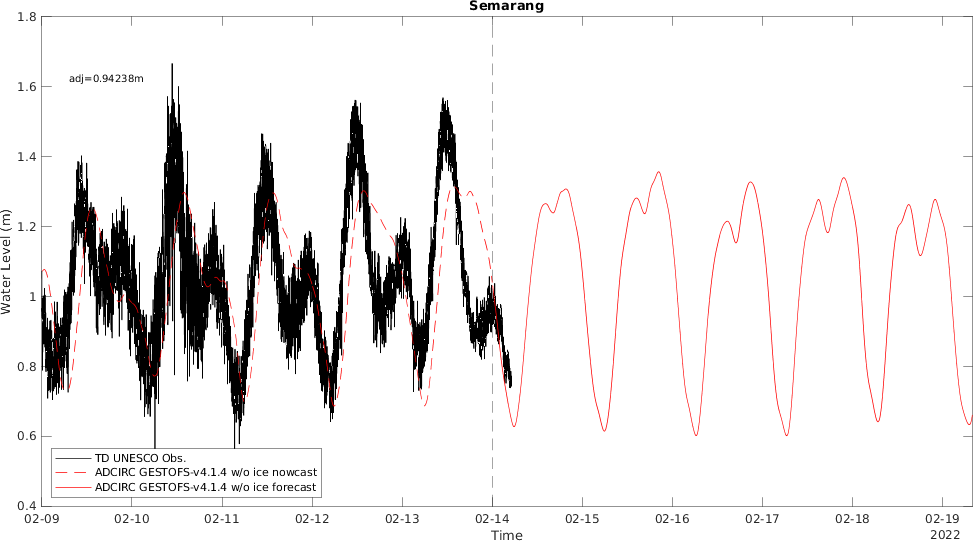 Semarang
1.8
1.6
1.4
1.2
1
0.8
0.6
0.4
Water Level (m)
adj=0.94238m
TD UNESCO Obs.
ADCIRC GESTOFS-v4.1.4 w/o ice nowcast
ADCIRC GESTOFS-v4.1.4 w/o ice forecast
02-09 02-10 02-11 02-12 02-13 02-14 02-15 02-16 02-17 02-18 02-19
Time
2022